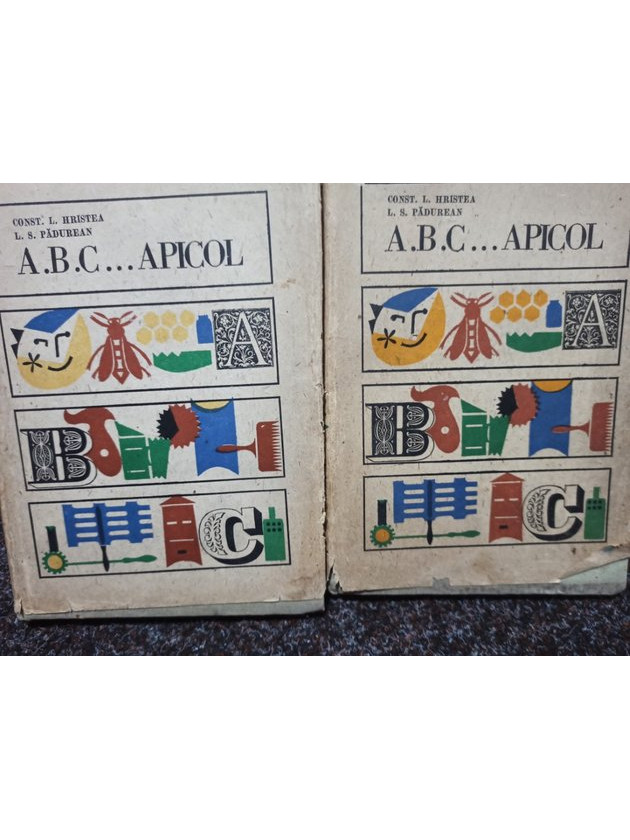 CONST. L. HRISTEA
L. S. PĂDUREAN
A.B.C... APICOL
A
B
C
CONST. L. HRISTEA
L. S. PĂDUREAN
A.B.C... APICOL
A
B
C